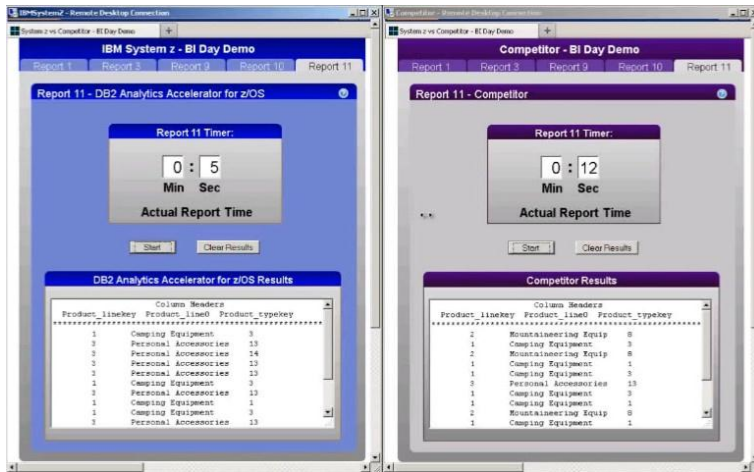 IBMSystemZ - Remote Desktop Connection
System z vs Competitor - BI Day Demo
IBM System z - BI Day Demo
Report 1 Report 3 Report 9 Report 10 Report 11
Report 11 - DB2 Analytics Accelerator for z/OS
Report 11 Timer:
0 : 5
Min Sec
Actual Report Time
Start Clear Results
DB2 Analytics Accelerator for z/OS Results
Column Headers
Product_linekey Product_line0 Product_typekey
************************************************
1 Camping Equipment 3
3 Personal Accessories 13
3 Personal Accessories 14
3 Personal Accessories 13
3 Personal Accessories 13
1 Camping Equipment 3
3 Personal Accessories 13
1 Camping Equipment 1
1 Camping Equipment 3
3 Personal Accessories 13
Competitor - Remote Desktop Connection
System z vs Competitor - BI Day Demo
Competitor - BI Day Demo
Report 1 Report 3 Report 9 Report 10 Report 11
Report 11 - Competitor
Report 11 Timer:
0 : 12
Min Sec
Actual Report Time
Start Clear Results
Competitor Results
Column Headers
Product_linekey Product_line0 Product_typekey
************************************************
2 Mountaineering Equip 8
1 Camping Equipment 3
2 Mountaineering Equip 8
1 Camping Equipment 1
1 Camping Equipment 3
3 Personal Accessories 13
1 Camping Equipment 3
1 Camping Equipment 1
2 Mountaineering Equip 8
1 Camping Equipment 1